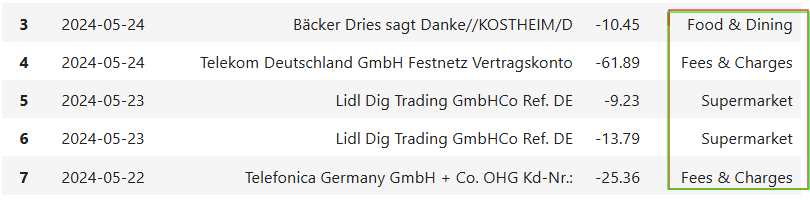 3 2024-05-24 Bäcker Dries sagt Danke//KOSTHEIM/D -10.45 Food & Dining
4 2024-05-24 Telekom Deutschland GmbH Festnetz Vertragskonto -61.89 Fees & Charges
5 2024-05-23 Lidl Dig Trading GmbHCo Ref. DE -9.23 Supermarket
6 2024-05-23 Lidl Dig Trading GmbHCo Ref. DE -13.79 Supermarket
7 2024-05-22 Telefonica Germany GmbH + Co. OHG Kd-Nr.: -25.36 Fees & Charges